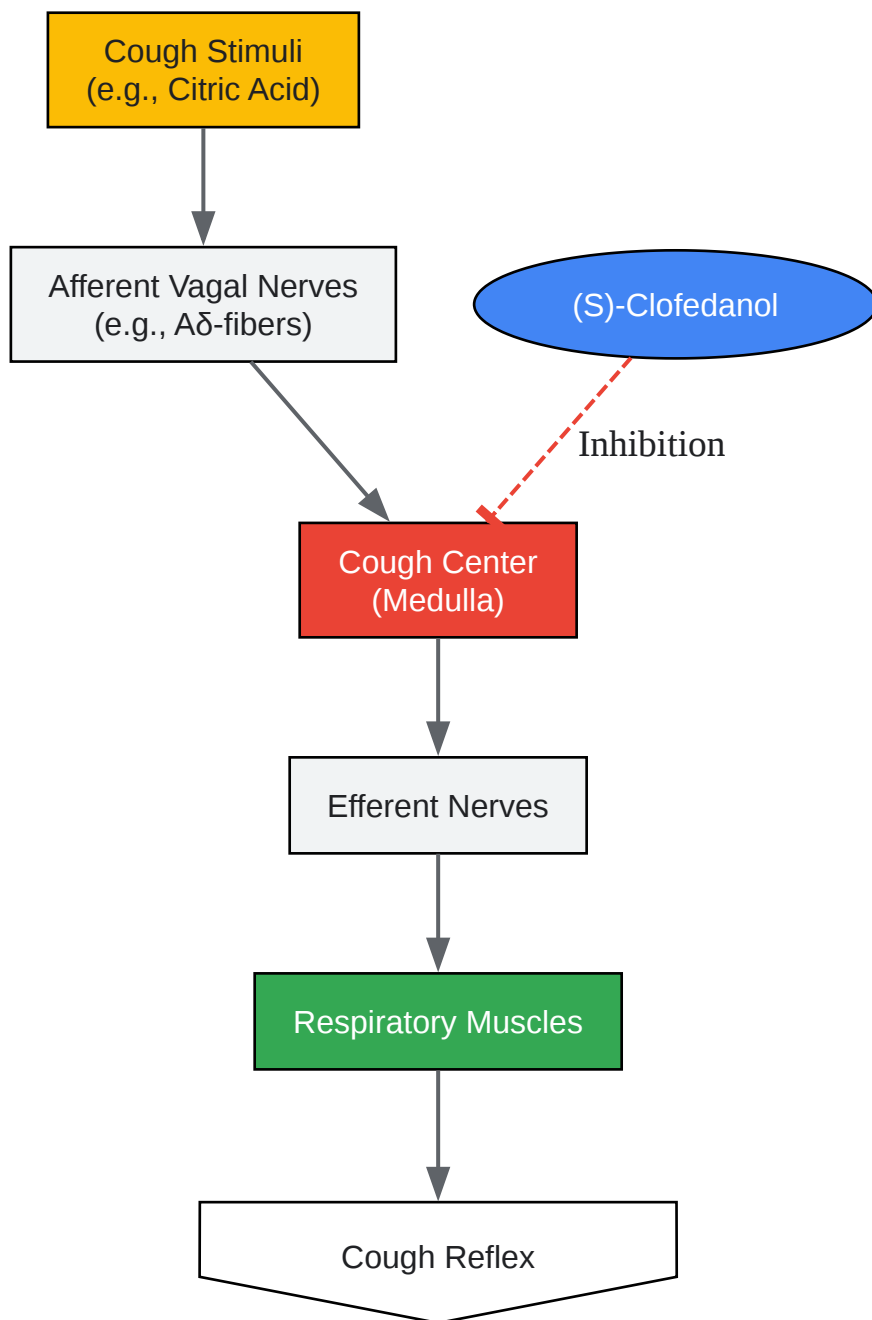 Cough Stimuli
(e.g., Citric Acid)
Afferent Vagal Nerves
(e.g., Aδ-fibers)
(S)-Clofedanol
Inhibition
Cough Center
(Medulla)
Efferent Nerves
Respiratory Muscles
Cough Reflex